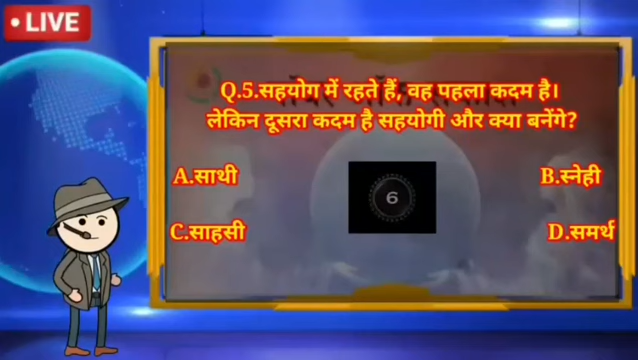 • LIVE
Q.5.सहयोग में रहते हैं, वह पहला कदम है।
लेकिन दूसरा कदम है सहयोगी और क्या बनेंगे?
A.साथी
B.स्नेही
6
C.साहसी
D.समर्थ